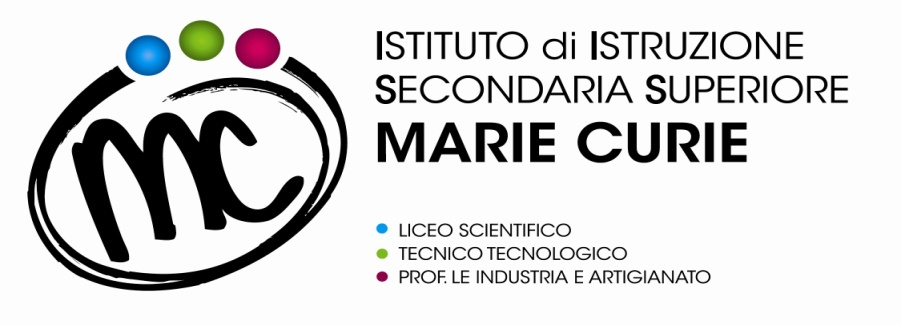 mc
ISTITUTO di ISTRUZIONE
SECONDARIA SUPERIORE
MARIE CURIE
LICEO SCIENTIFICO
TECNICO TECNOLOGICO
PROF.LE INDUSTRIA E ARTIGIANATO